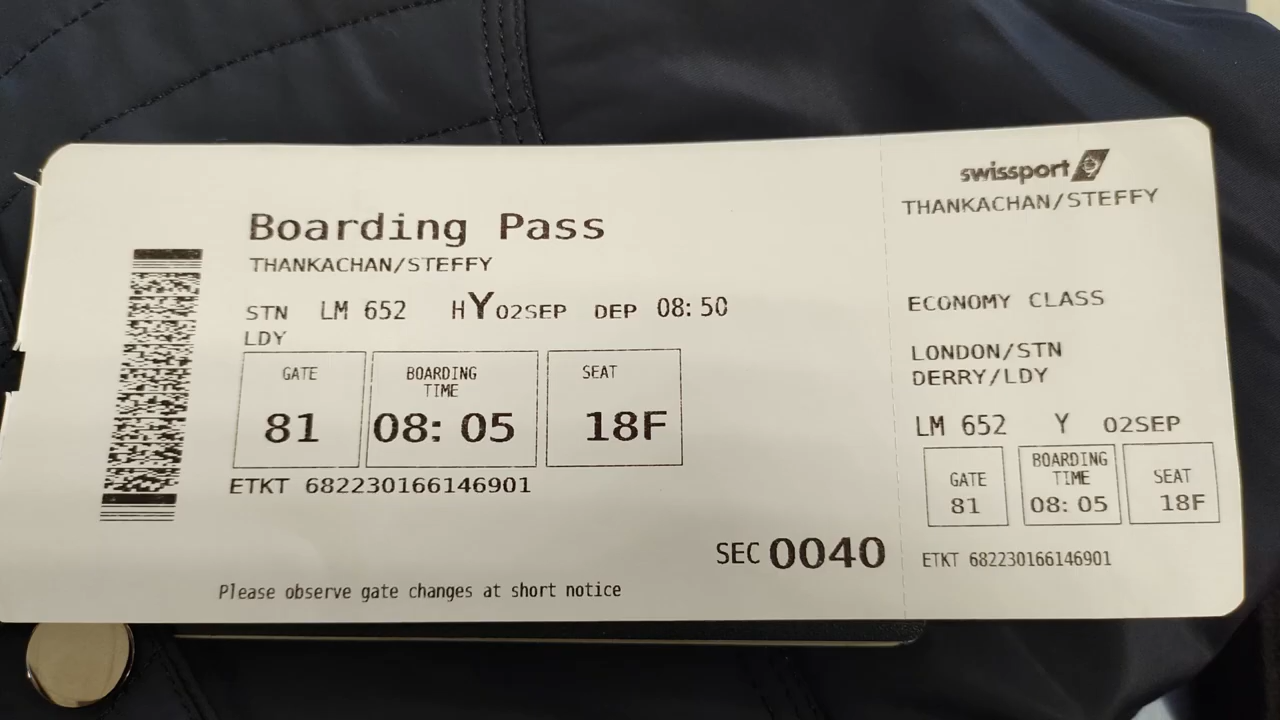 Boarding Pass
THANKACHAN/STEFFY
STN LM 652 HY02SEP DEP 08:50
LDY
GATE BOARDING TIME SEAT
81 08:05 18F
ETKT 682230166146901
SEC 0040
Please observe gate changes at short notice
swissport
THANKACHAN/STEFFY
ECONOMY CLASS
LONDON/STN
DERRY/LDY
LM 652 Y 02SEP
GATE BOARDING TIME SEAT
81 08:05 18F
ETKT 682230166146901